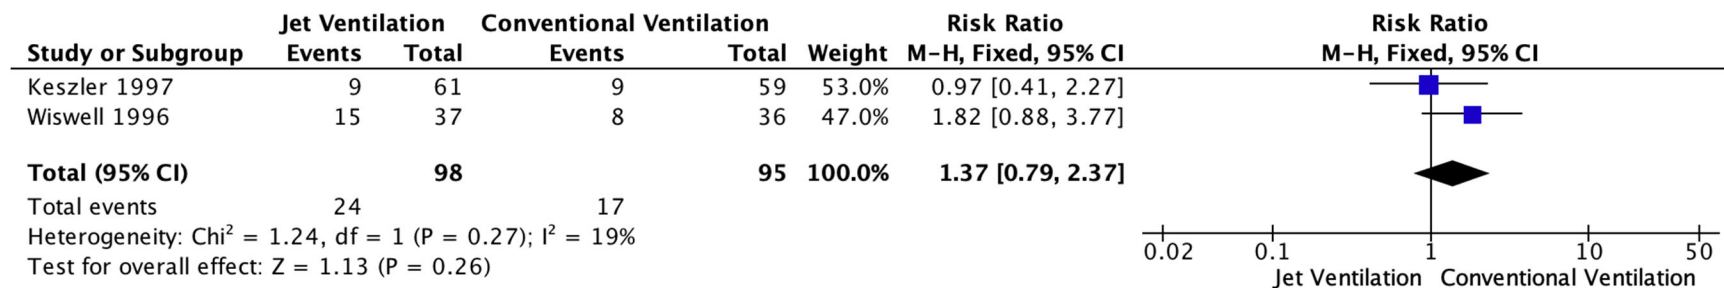 Jet Ventilation Conventional Ventilation Risk Ratio Risk Ratio
Study or Subgroup Events Total Events Total Weight M-H, Fixed, 95% CI M-H, Fixed, 95% CI
Keszler 1997 9 61 9 59 53.0% 0.97 [0.41, 2.27]
Wiswell 1996 15 37 8 36 47.0% 1.82 [0.88, 3.77]
Total (95% CI) 98 95 100.0% 1.37 [0.79, 2.37]
Total events 24 17
Heterogeneity: Chi² = 1.24, df = 1 (P = 0.27); I² = 19%
Test for overall effect: Z = 1.13 (P = 0.26)
0.02 0.1 1 10 50
Jet Ventilation Conventional Ventilation